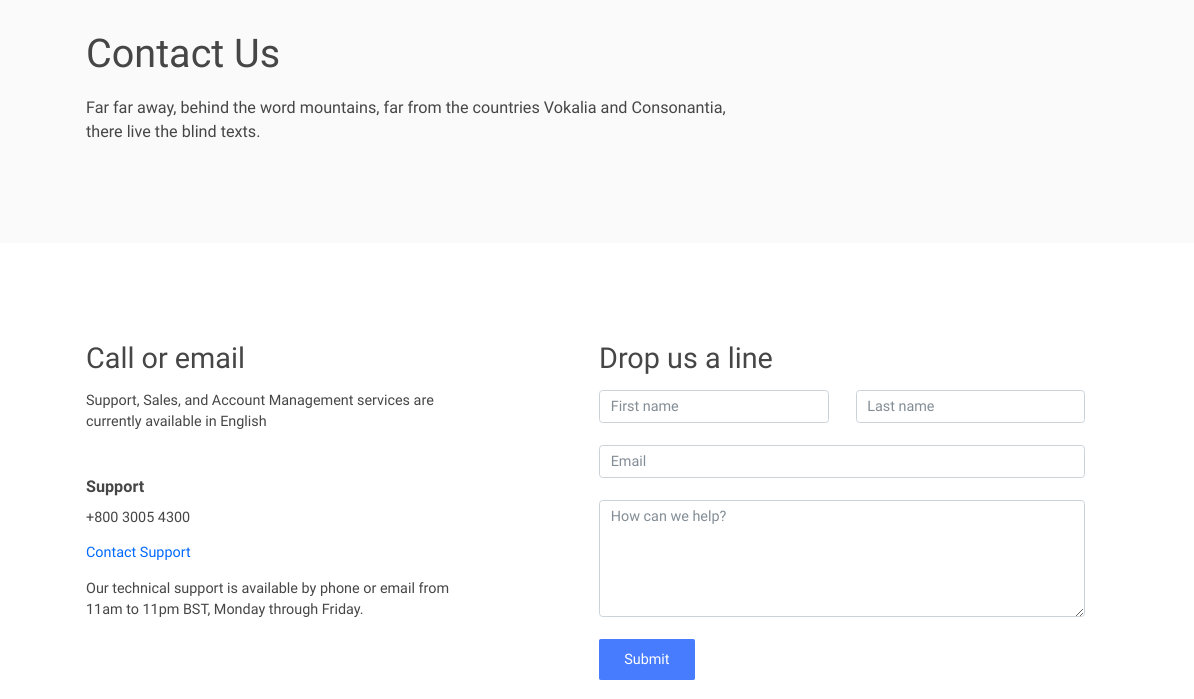 Contact Us
Far far away, behind the word mountains, far from the countries Vokalia and Consonantia,
there live the blind texts.
Call or email
Support, Sales, and Account Management services are
currently available in English
Support
+800 3005 4300
Contact Support
Our technical support is available by phone or email from
11am to 11pm BST, Monday through Friday.
Drop us a line
First name
Last name
Email
How can we help?
Submit